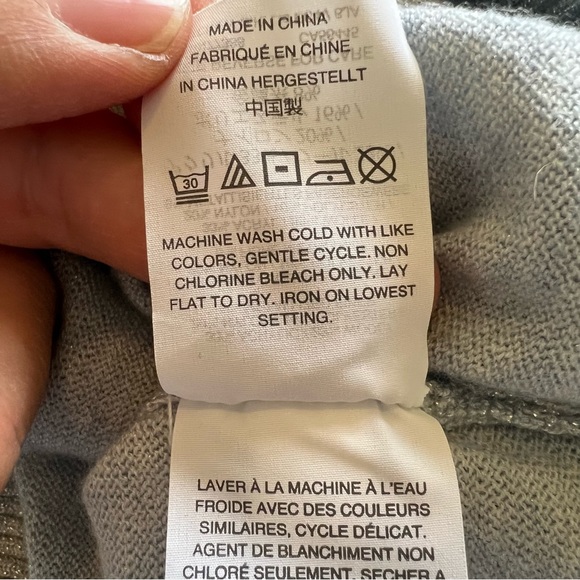 MADE IN CHINA
FABRIQUÉ EN CHINE
IN CHINA HERGESTELLT
中国製
30
MACHINE WASH COLD WITH LIKE
COLORS, GENTLE CYCLE. NON
CHLORINE BLEACH ONLY. LAY
FLAT TO DRY. IRON ON LOWEST
SETTING.
LAVER À LA MACHINE À L'EAU
FROIDE AVEC DES COULEURS
SIMILAIRES, CYCLE DÉLICAT.
AGENT DE BLANCHIMENT NON
CHLORÉ SEULEMENT. SECHER A